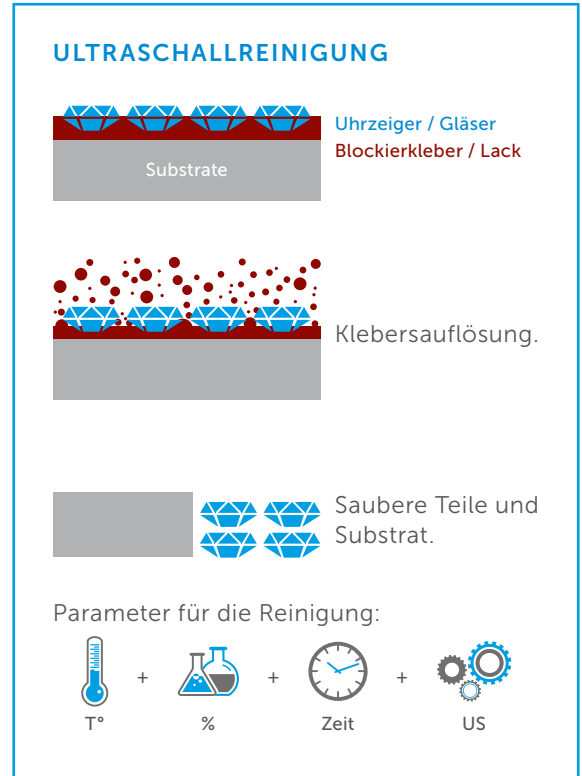 ULTRASCHALLREINIGUNG
Uhrzeiger / Gläser
Blockierkleber / Lack
Substrate
Klebersauflösung.
Saubere Teile und
Substrat.
Parameter für die Reinigung:
+ + +
T° % Zeit US